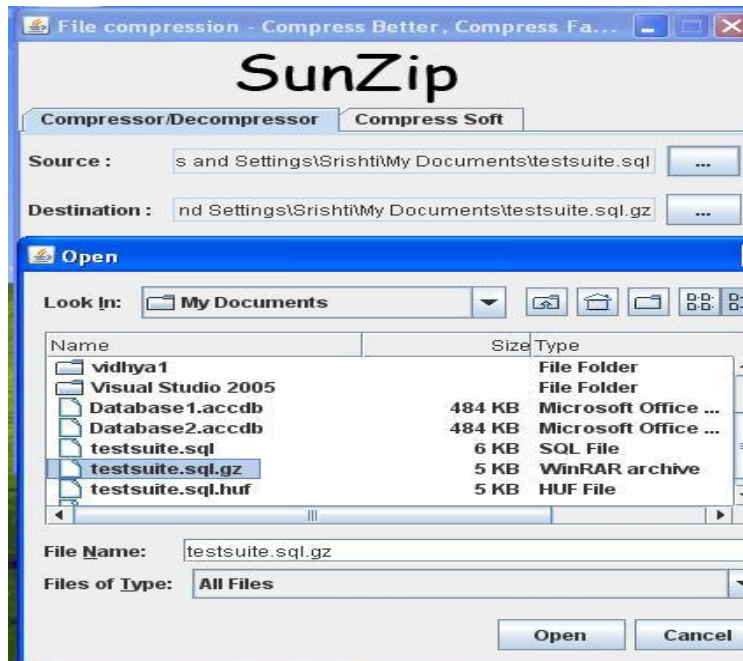 File compression - Compress Better, Compress Fa...
SunZip
Compressor/Decompressor Compress Soft
Source : s and Settings\Srishti\My Documents\testsuite.sql ...
Destination : nd Settings\Srishti\My Documents\testsuite.sql.gz ...
Open
Look In: My Documents
Name Size Type
vidhya1 File Folder
Visual Studio 2005 File Folder
Database1.accdb 484 KB Microsoft Office ...
Database2.accdb 484 KB Microsoft Office ...
testsuite.sql 6 KB SQL File
testsuite.sql.gz 5 KB WinRAR archive
testsuite.sql.huf 5 KB HUF File
File Name: testsuite.sql.gz
Files of Type: All Files
Open Cancel